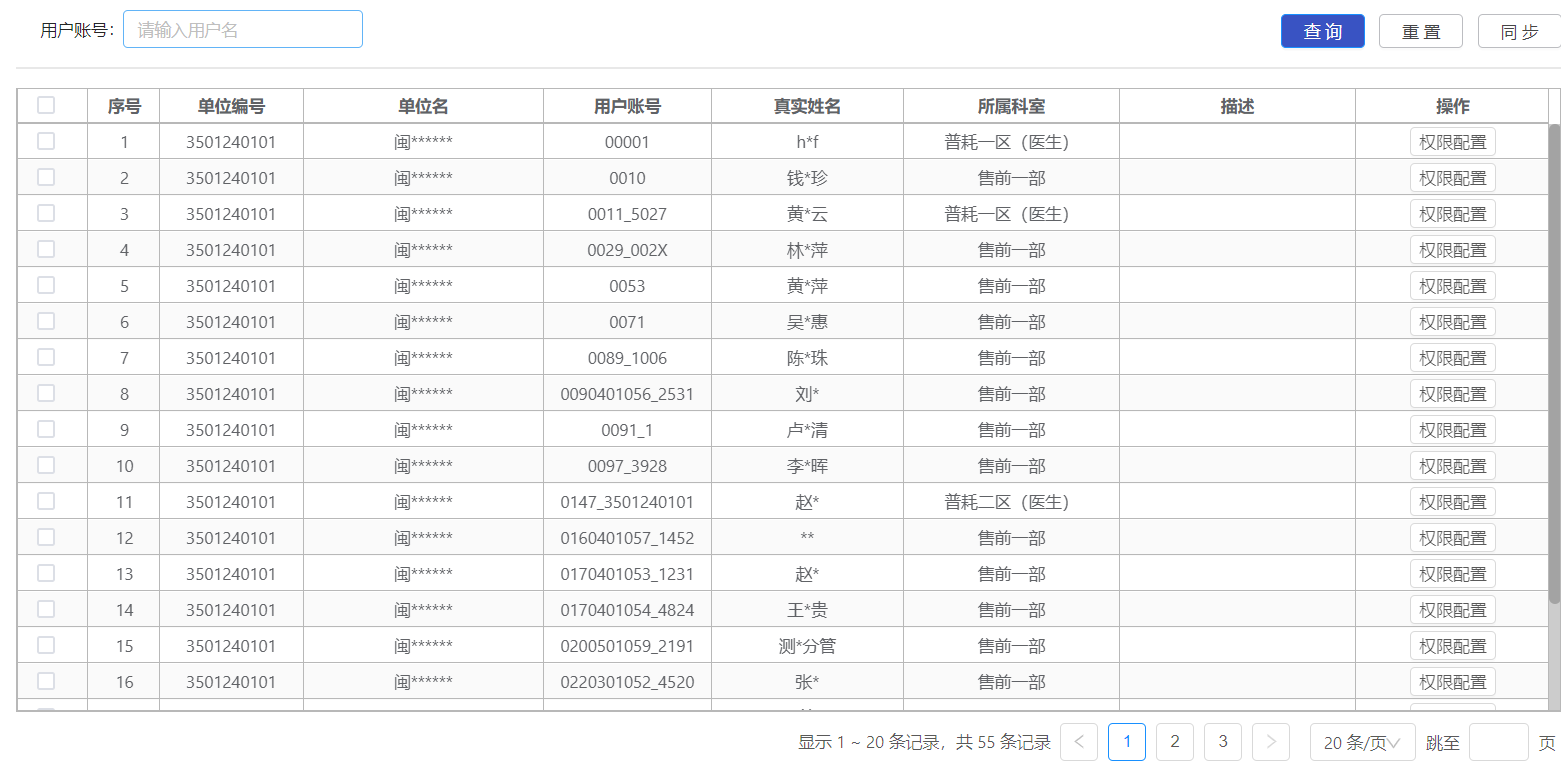 用户账号: 请输入用户名 查 询 重 置 同 步
序号 单位编号 单位名 用户账号 真实姓名 所属科室 描述 操作
1 3501240101 闽****** 00001 h*f 普耗一区（医生） 权限配置
2 3501240101 闽****** 0010 钱*珍 售前一部 权限配置
3 3501240101 闽****** 0011_5027 黄*云 普耗一区（医生） 权限配置
4 3501240101 闽****** 0029_002X 林*萍 售前一部 权限配置
5 3501240101 闽****** 0053 黄*萍 售前一部 权限配置
6 3501240101 闽****** 0071 吴*惠 售前一部 权限配置
7 3501240101 闽****** 0089_1006 陈*珠 售前一部 权限配置
8 3501240101 闽****** 0090401056_2531 刘* 售前一部 权限配置
9 3501240101 闽****** 0091_1 卢*清 售前一部 权限配置
10 3501240101 闽****** 0097_3928 李*晖 售前一部 权限配置
11 3501240101 闽****** 0147_3501240101 赵* 普耗二区（医生） 权限配置
12 3501240101 闽****** 0160401057_1452 ** 售前一部 权限配置
13 3501240101 闽****** 0170401053_1231 赵* 售前一部 权限配置
14 3501240101 闽****** 0170401054_4824 王*贵 售前一部 权限配置
15 3501240101 闽****** 0200501059_2191 测*分管 售前一部 权限配置
16 3501240101 闽****** 0220301052_4520 张* 售前一部 权限配置
显示 1 ~ 20 条记录，共 55 条记录 < 1 2 3 > 20 条/页 跳至 页